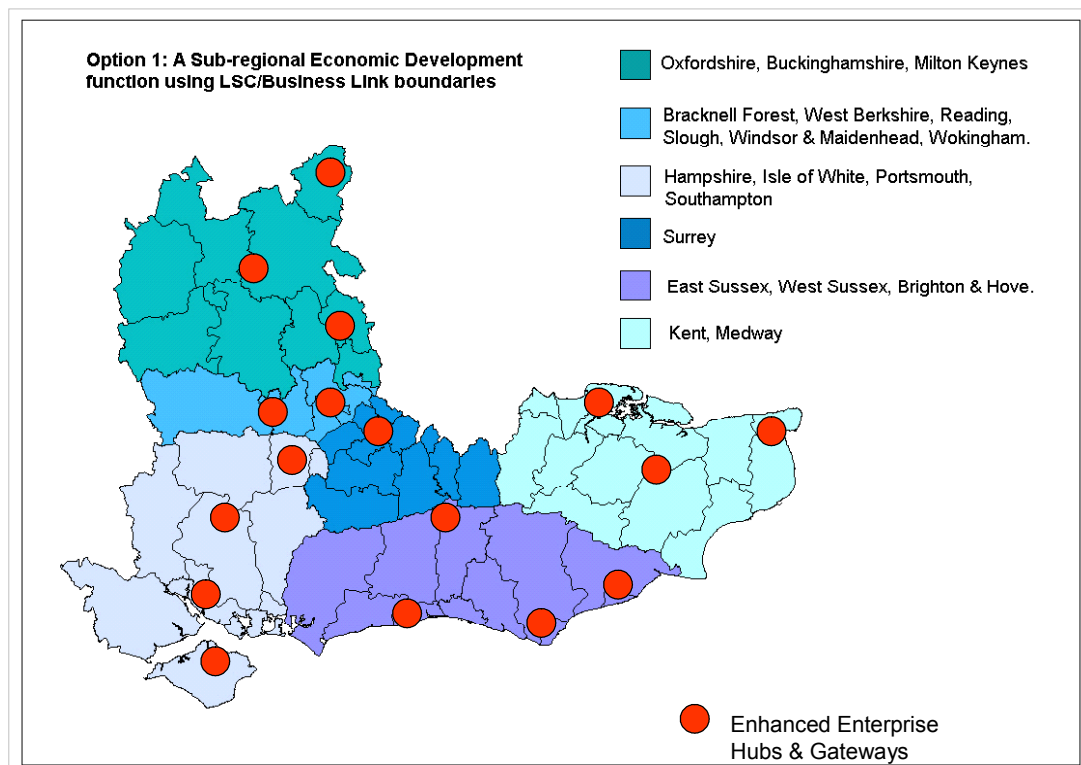 Option 1: A Sub-regional Economic Development
function using LSC/Business Link boundaries
Oxfordshire, Buckinghamshire, Milton Keynes
Bracknell Forest, West Berkshire, Reading,
Slough, Windsor & Maidenhead, Wokingham.
Hampshire, Isle of White, Portsmouth,
Southampton
Surrey
East Sussex, West Sussex, Brighton & Hove.
Kent, Medway
Enhanced Enterprise
Hubs & Gateways